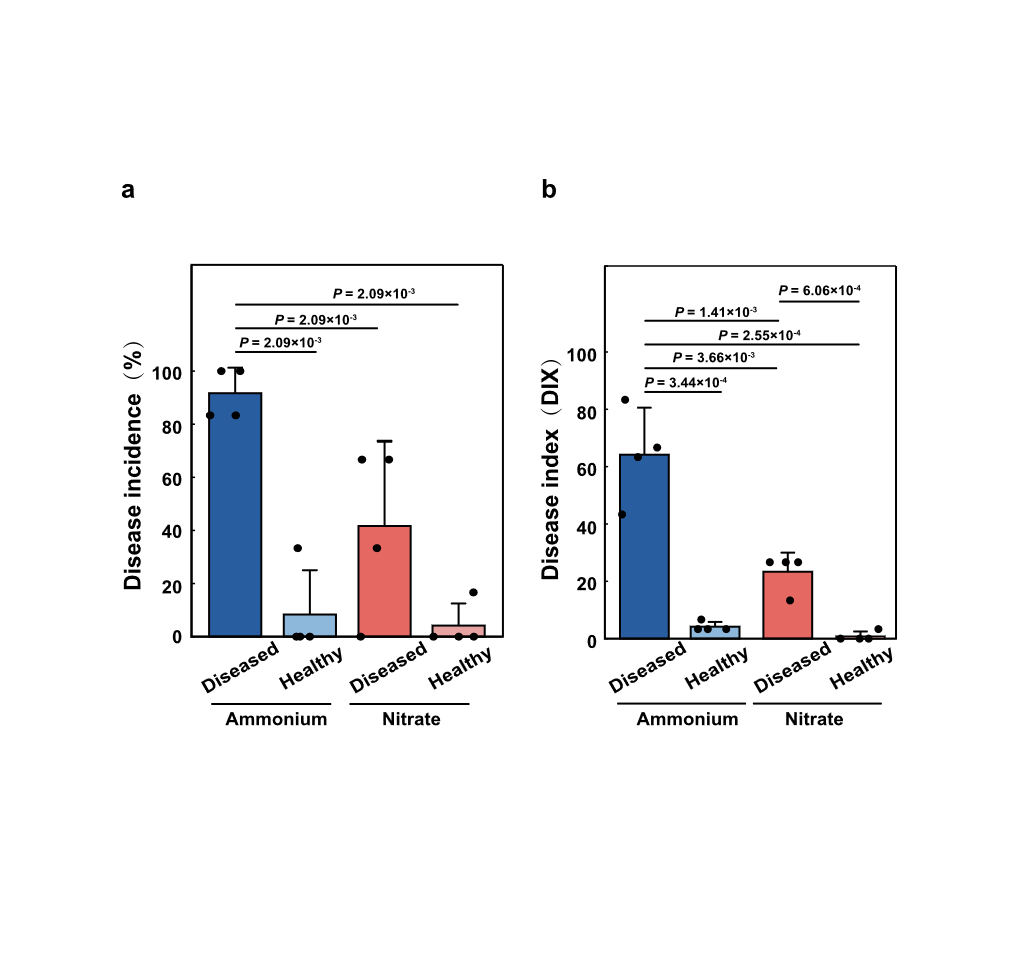 a
b
Disease incidence（%）
100
80
60
40
20
0
P = 2.09×10-3
P = 2.09×10-3
P = 2.09×10-3
Diseased
Healthy
Diseased
Healthy
Ammonium
Nitrate
Disease index（DIX）
100
80
60
40
20
0
P = 6.06×10-4
P = 1.41×10-3
P = 2.55×10-4
P = 3.66×10-3
P = 3.44×10-4
Diseased
Healthy
Diseased
Healthy
Ammonium
Nitrate